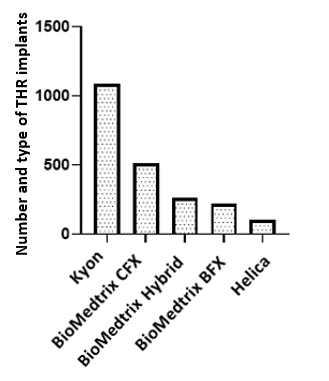 Number and type of THR implants
1500
1000
500
0
Kyon
BioMedtrix CFX
BioMedtrix Hybrid
BioMedtrix BFX
Helica